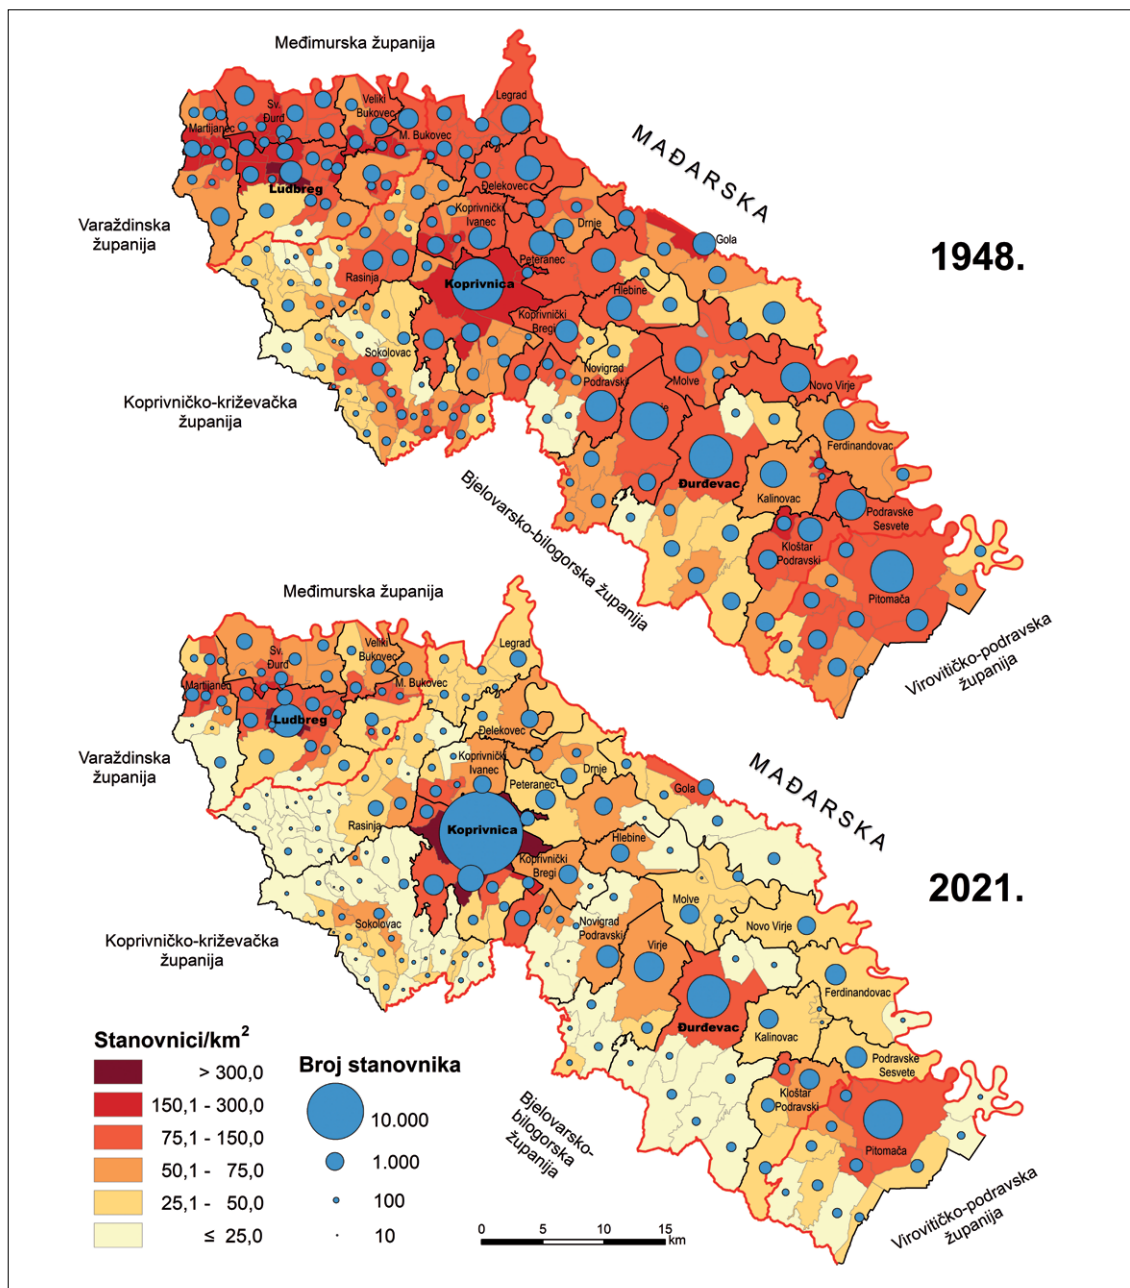 Međimurska županija
Legrad
Sv.
Đurđ
Veliki
Bukovec
Martijanec
M. Bukovec
MAĐARSKA
Ludbreg
Đelekovec
Varaždinska
županija
Koprivnički
Ivanec
Drnje
Gola
1948.
Peteranec
Rasinja
Koprivnica
Hlebine
Koprivnički
Bregi
Sokolovac
Novigrad
Podravski
Molve
Novo Virje
Koprivničko-križevačka
županija
Ferdinandovac
Đurđevac
Kalinovac
Bjelovarsko-bilogorska županija
Podravske
Sesvete
Kloštar
Podravski
Pitomača
Virovitičko-podravska
županija
Međimurska županija
Legrad
Sv.
Đurđ
Veliki
Bukovec
Martijanec
M. Bukovec
Ludbreg
Đelekovec
MAĐARSKA
Varaždinska
županija
Koprivnički
Ivanec
Drnje
Peteranec
Gola
Rasinja
Koprivnica
Hlebine
Koprivnički
Bregi
2021.
Sokolovac
Novigrad
Podravski
Molve
Novo Virje
Virje
Koprivničko-križevačka
županija
Ferdinandovac
Đurđevac
Kalinovac
Podravske
Sesvete
Kloštar
Podravski
Pitomača
Bjelovarsko-
bilogorska
županija
Virovitičko-podravska
županija
Stanovnici/km²
> 300,0
150,1 - 300,0
75,1 - 150,0
50,1 - 75,0
25,1 - 50,0
≤ 25,0
Broj stanovnika
10.000
1.000
100
10
0 5 10 15
km